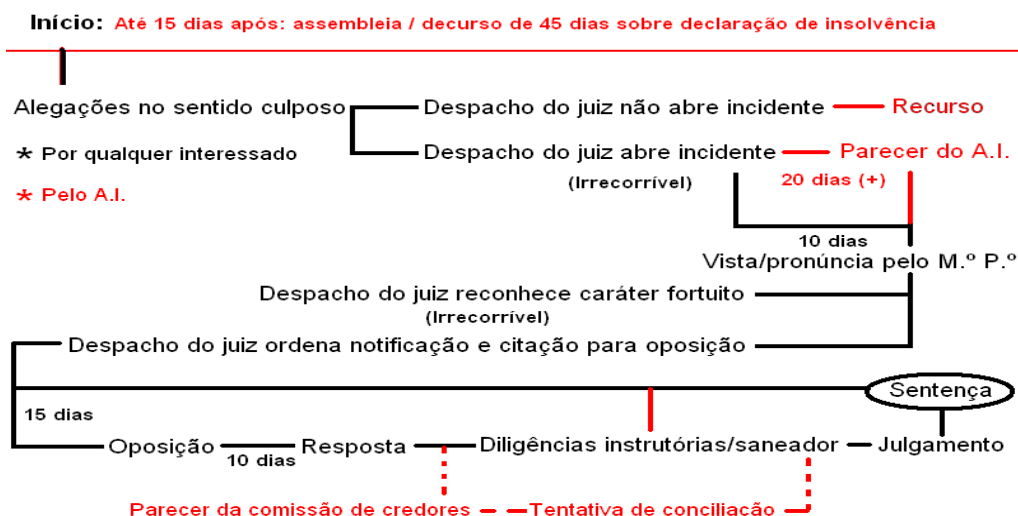 Início: Até 15 dias após: assembleia / decurso de 45 dias sobre declaração de insolvência
Alegações no sentido culposo
Despacho do juiz não abre incidente
Recurso
* Por qualquer interessado
Despacho do juiz abre incidente
Parecer do A.I.
(Irrecorrível)
20 dias (+)
* Pelo A.I.
10 dias
Vista/pronúncia pelo M.º P.º
Despacho do juiz reconhece caráter fortuito
(Irrecorrível)
Despacho do juiz ordena notificação e citação para oposição
Sentença
15 dias
Oposição
10 dias
Resposta
Diligências instrutórias/saneador
Julgamento
Parecer da comissão de credores
Tentativa de conciliacão